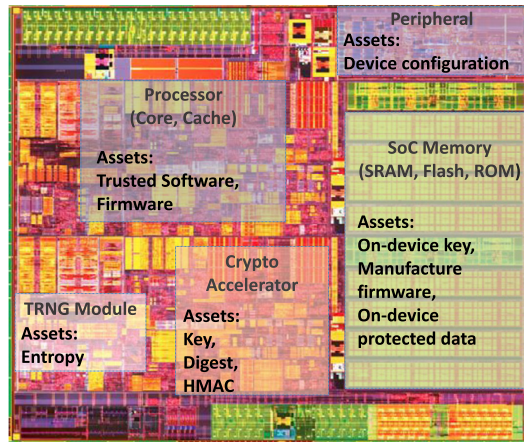 Peripheral
Assets:
Device configuration
Processor
(Core, Cache)
Assets:
Trusted Software,
Firmware
SoC Memory
(SRAM, Flash, ROM)
Assets:
On-device key,
Manufacture
firmware,
On-device
protected data
Crypto
Accelerator
Assets:
Key,
Digest,
HMAC
TRNG Module
Assets:
Entropy